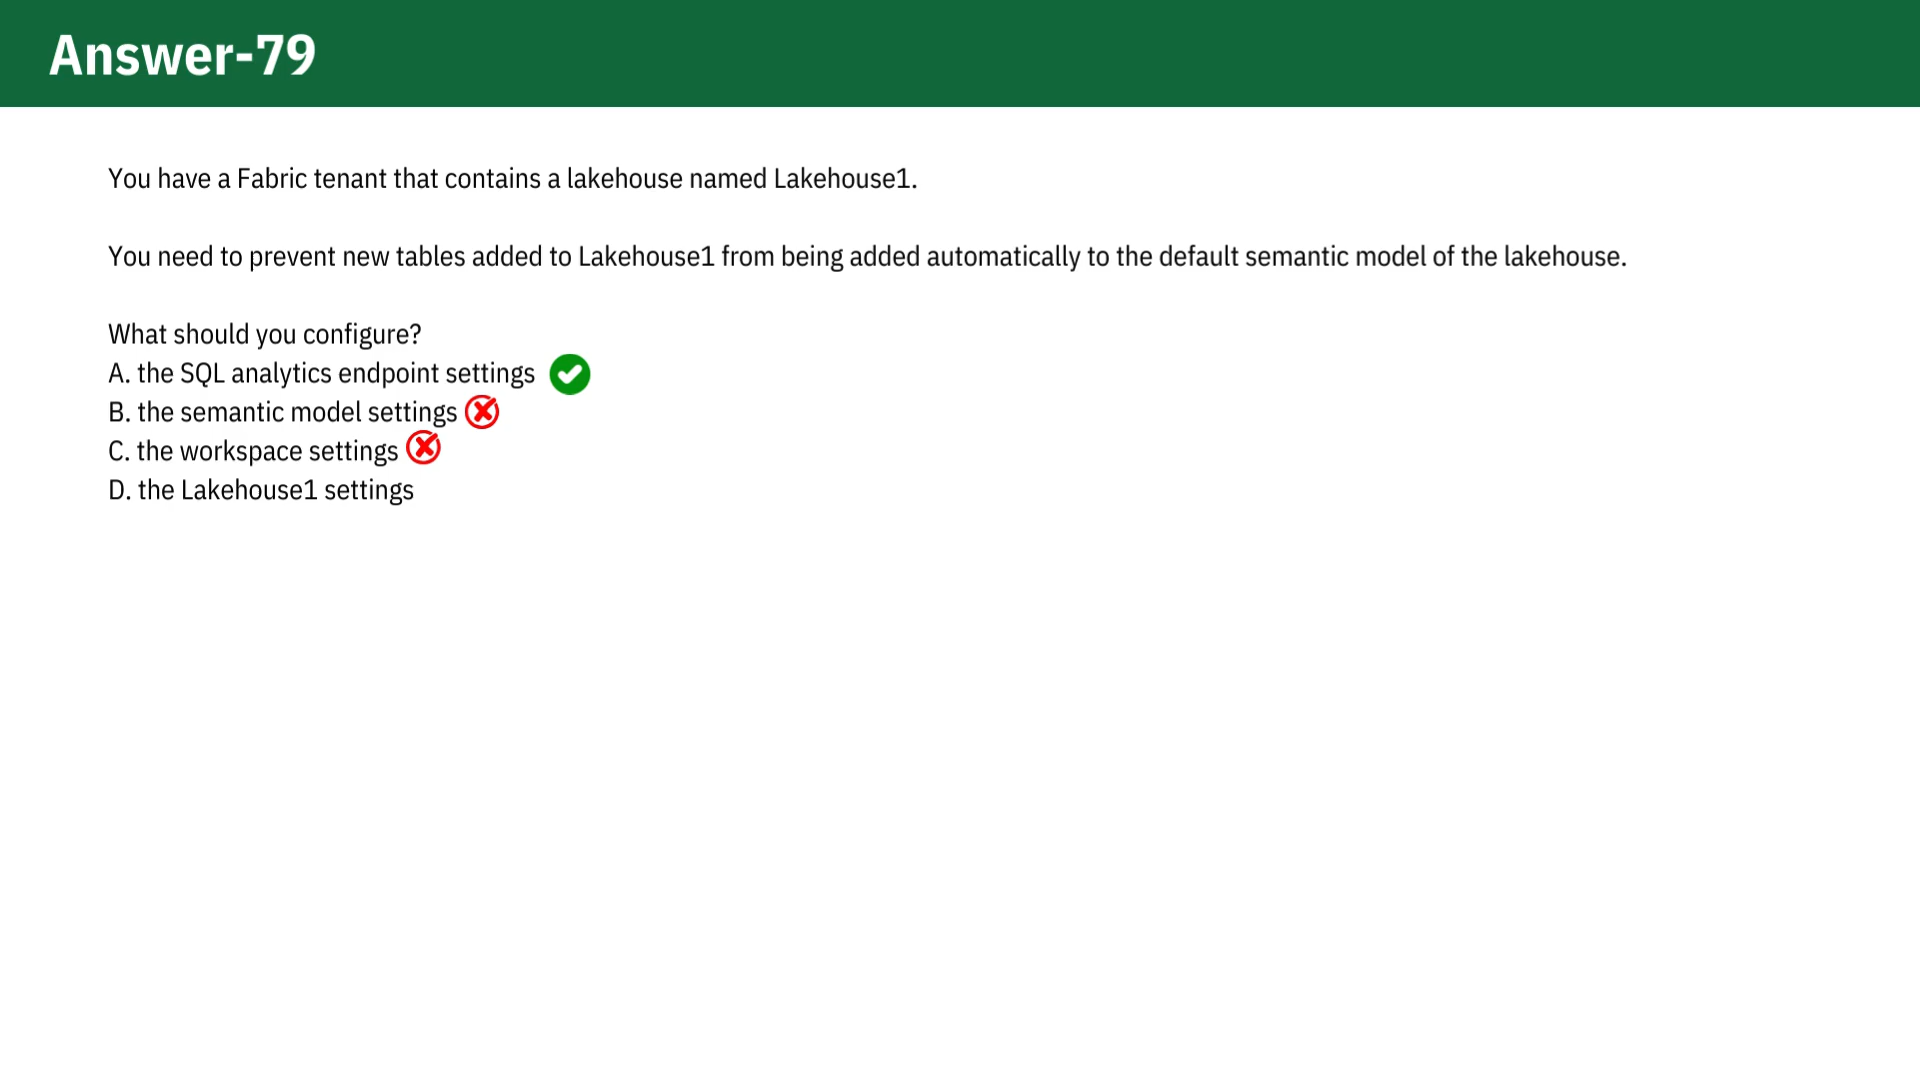 Answer-79
You have a Fabric tenant that contains a lakehouse named Lakehouse1.
You need to prevent new tables added to Lakehouse1 from being added automatically to the default semantic model of the lakehouse.
What should you configure?
A. the SQL analytics endpoint settings
B. the semantic model settings
C. the workspace settings
D. the Lakehouse1 settings